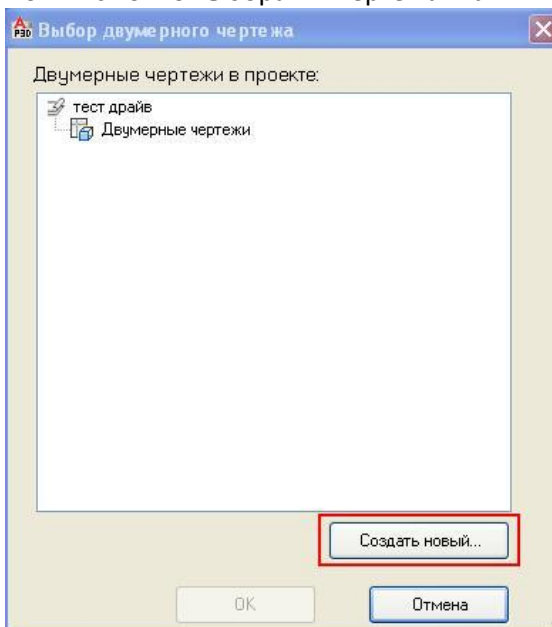 Выбор двумерного чертежа
Двумерные чертежи в проекте:
тест драйв
Двумерные чертежи
Создать новый...
OK
Отмена